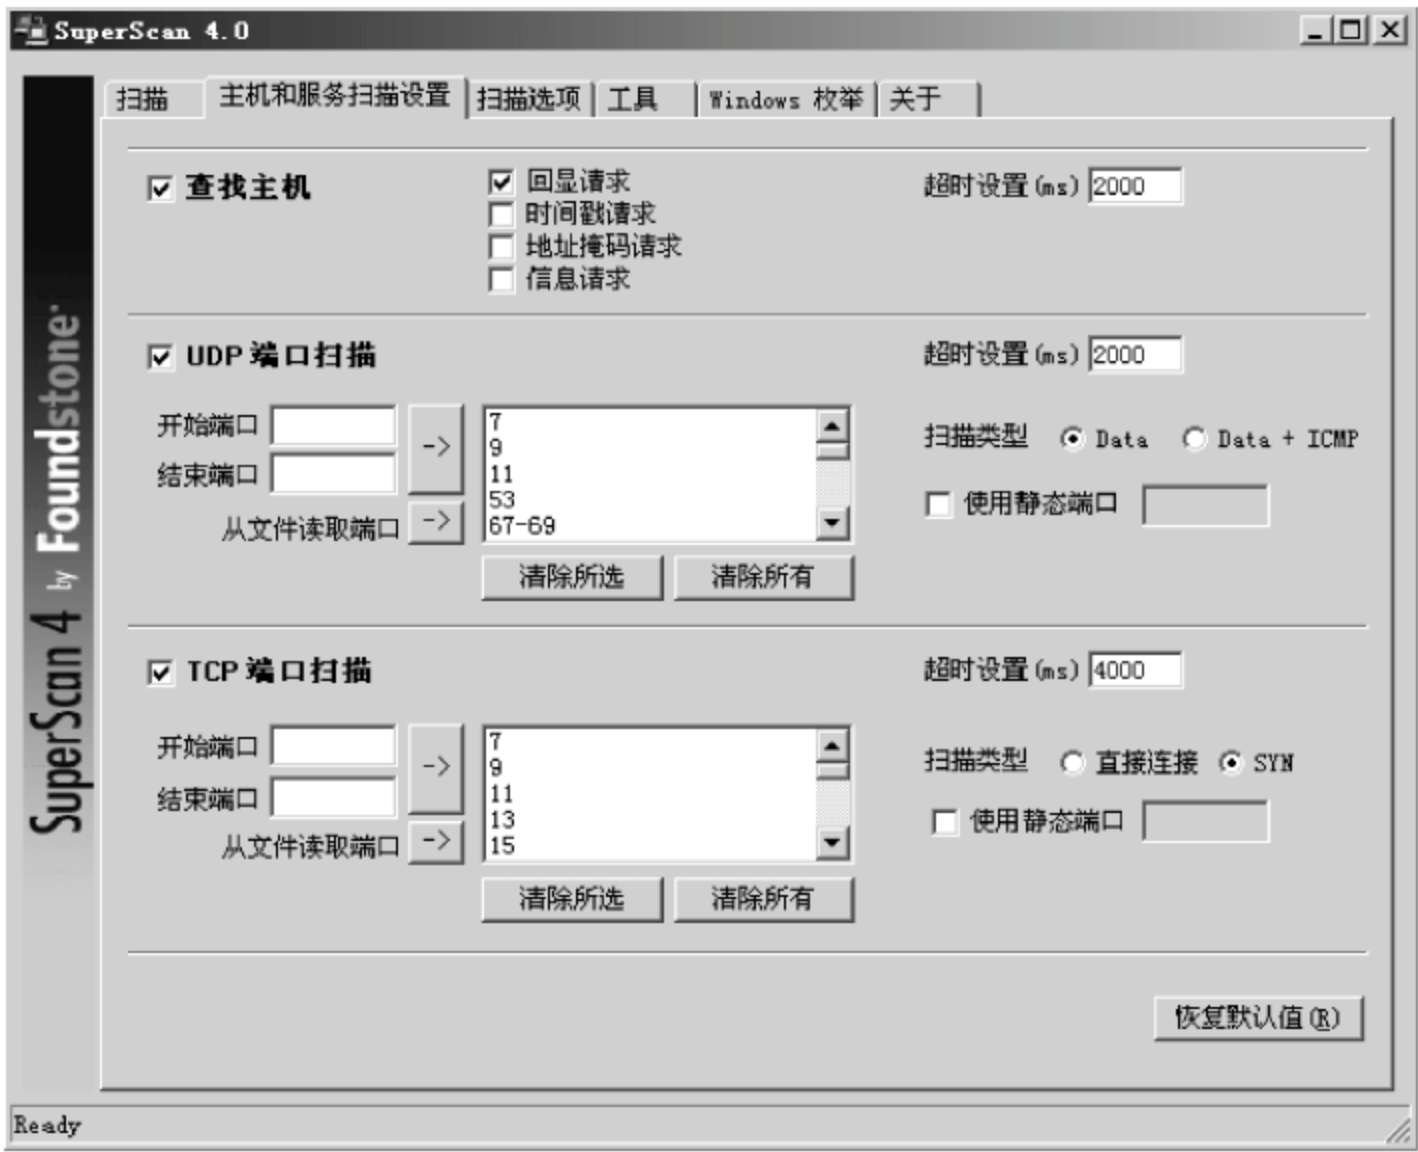 SuperScan 4.0
扫描 主机和服务扫描设置 扫描选项 工具 Windows 枚举 关于
查找主机
回显请求
时间戳请求
地址掩码请求
信息请求
超时设置(ms) 2000
UDP 端口扫描
超时设置(ms) 2000
开始端口
结束端口
->
从文件读取端口 ->
7
9
11
53
67-69
清除所选 清除所有
扫描类型 Data Data + ICMP
使用静态端口
TCP 端口扫描
超时设置(ms) 4000
开始端口
结束端口
->
从文件读取端口 ->
7
9
11
13
15
清除所选 清除所有
扫描类型 直接连接 SYN
使用静态端口
恢复默认值(R)
SuperScan 4 by Foundstone
Ready